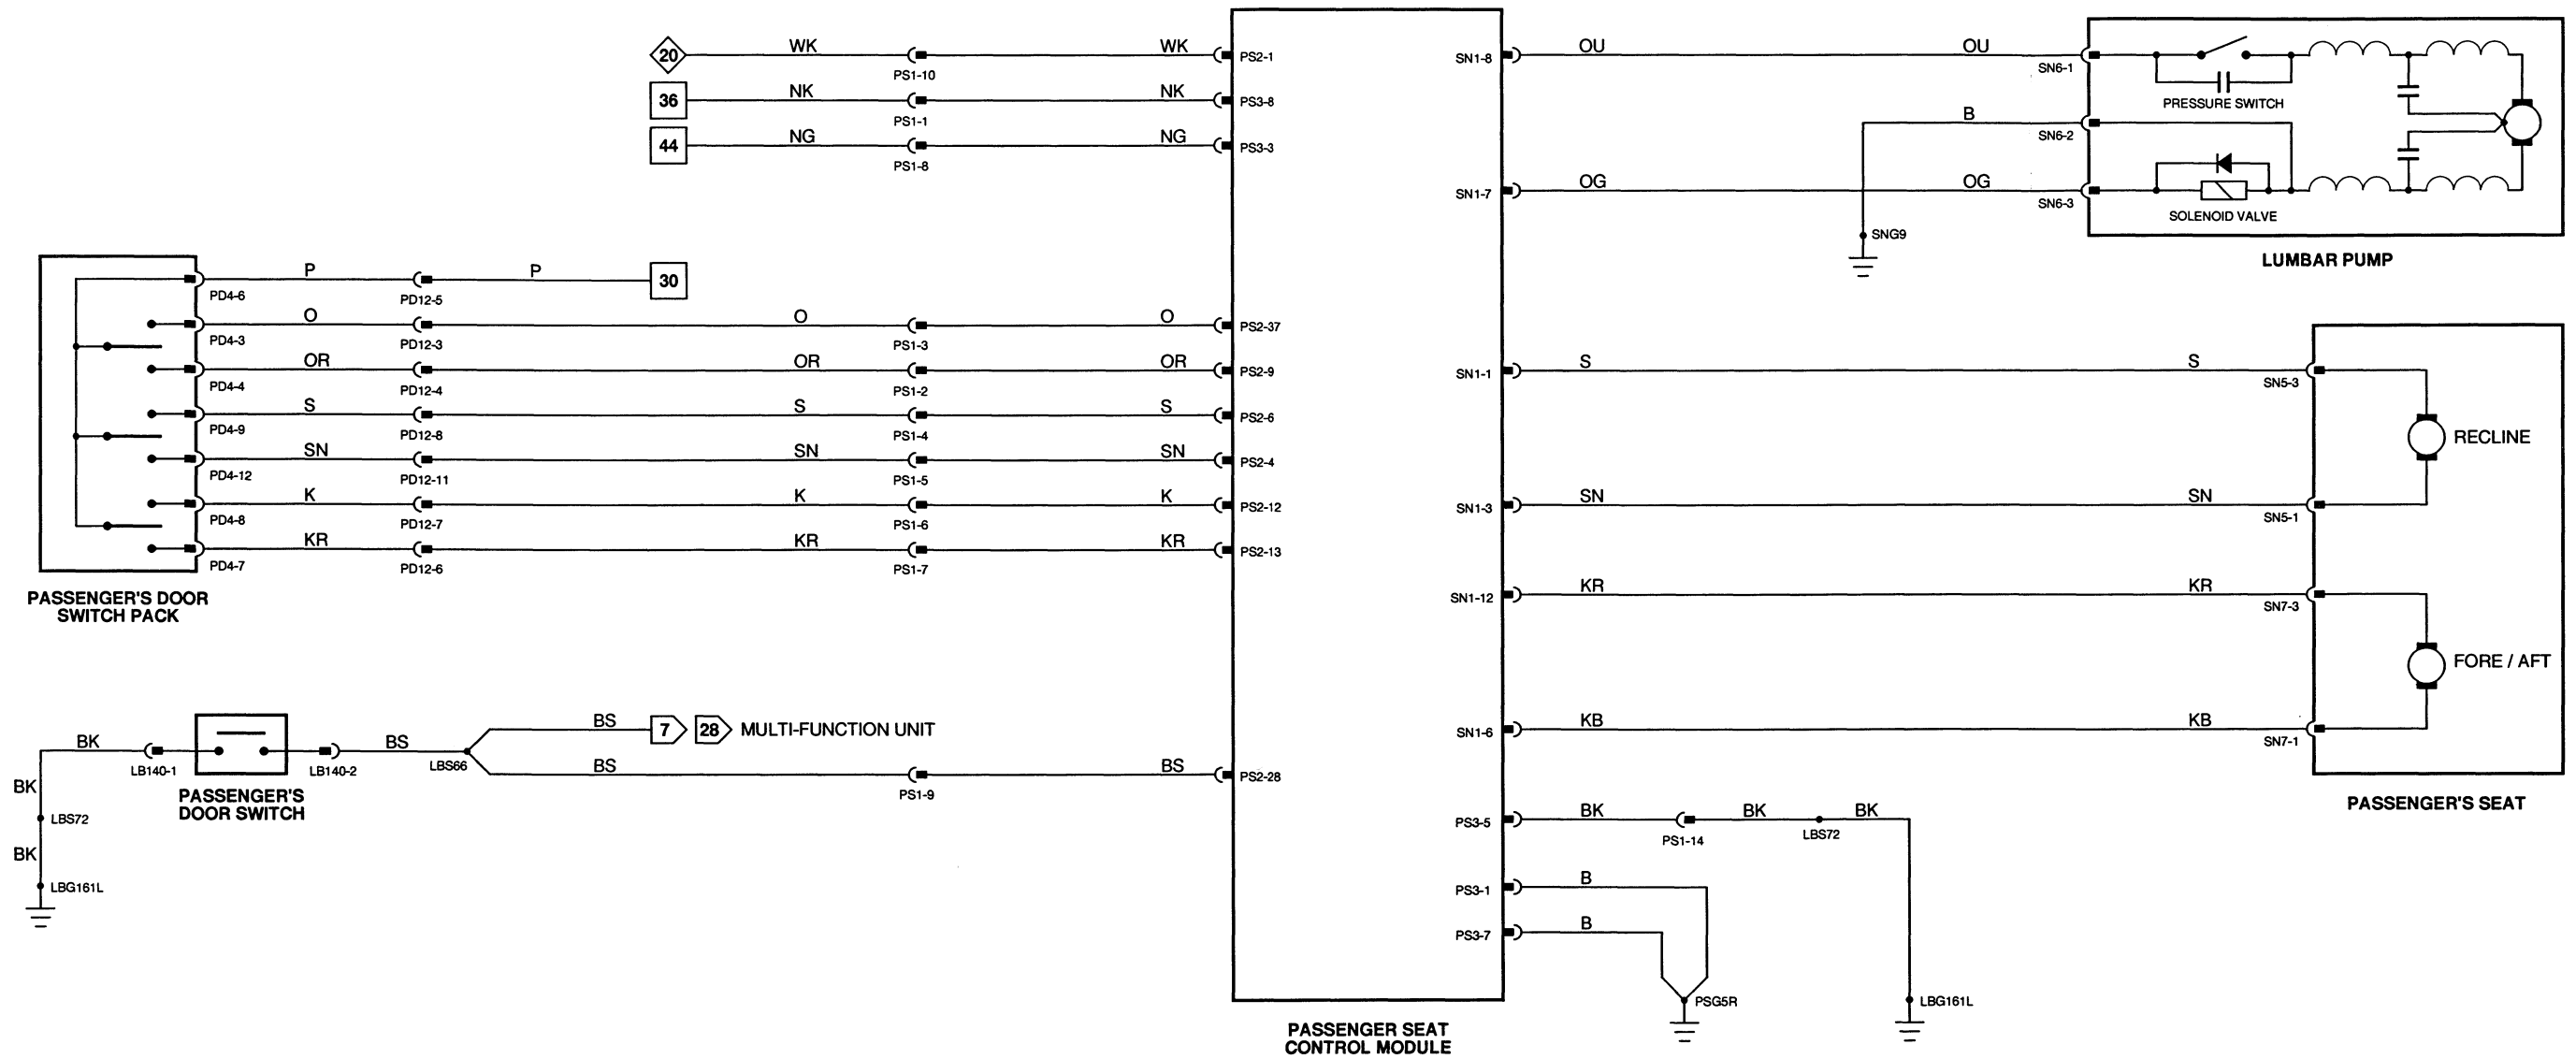 20 WK WK PS2-1
PS1-10
36 NK NK PS3-8
PS1-1
44 NG NG PS3-3
PS1-8
P P 30
PD4-6 PD12-5
O O O PS2-37
PD4-3 PD12-3 PS1-3
OR OR OR PS2-9
PD4-4 PD12-4 PS1-2
S S S PS2-6
PD4-9 PD12-8 PS1-4
SN SN SN PS2-4
PD4-12 PD12-11 PS1-5
K K K PS2-12
PD4-8 PD12-7 PS1-6
KR KR KR PS2-13
PD4-7 PD12-6 PS1-7
PASSENGER'S DOOR
SWITCH PACK
BS 7 28 MULTI-FUNCTION UNIT
BK BS
LB140-1 LB140-2 LBS66
BS BS PS2-28
PS1-9
PASSENGER'S
DOOR SWITCH
BK
LBS72
BK
LBG161L
PASSENGER SEAT
CONTROL MODULE
SN1-8 OU OU SN6-1
PRESSURE SWITCH
B SN6-2
SN1-7 OG OG SN6-3
SOLENOID VALVE
SNG9
LUMBAR PUMP
SN1-1 S S SN5-3
RECLINE
SN1-3 SN SN SN5-1
SN1-12 KR KR SN7-3
FORE / AFT
SN1-6 KB KB SN7-1
PASSENGER'S SEAT
PS3-5 BK BK BK
PS1-14 LBS72
PS3-1 B
PS3-7 B
PSG5R LBG161L